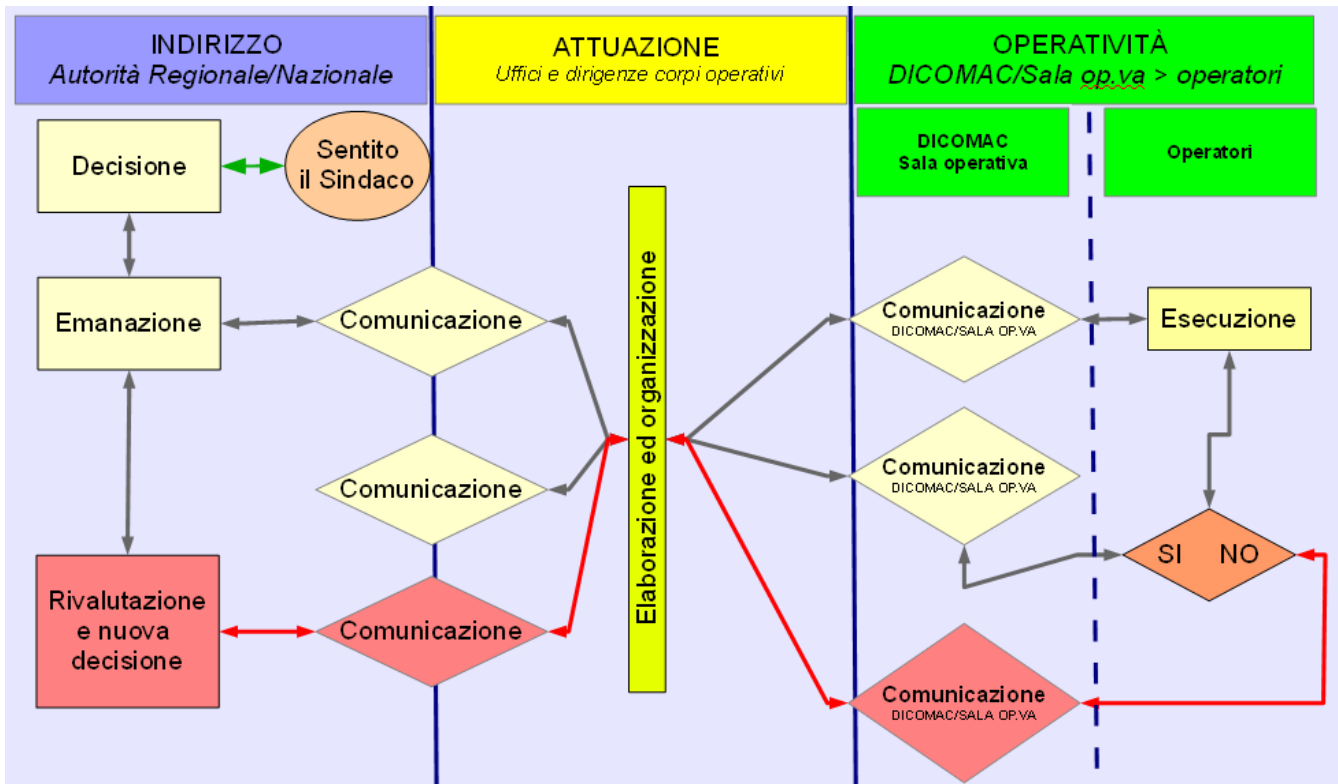 INDIRIZZO
Autorità Regionale/Nazionale
ATTUAZIONE
Uffici e dirigenze corpi operativi
OPERATIVITÀ
DICOMAC/Sala op.va > operatori
DICOMAC
Sala operativa
Operatori
Decisione
Sentito
il Sindaco
Emanazione
Comunicazione
Elaborazione ed organizzazione
Comunicazione
DICOMAC/SALA OP.VA
Esecuzione
Comunicazione
Comunicazione
DICOMAC/SALA OP.VA
SI NO
Rivalutazione
e nuova
decisione
Comunicazione
Comunicazione
DICOMAC/SALA OP.VA